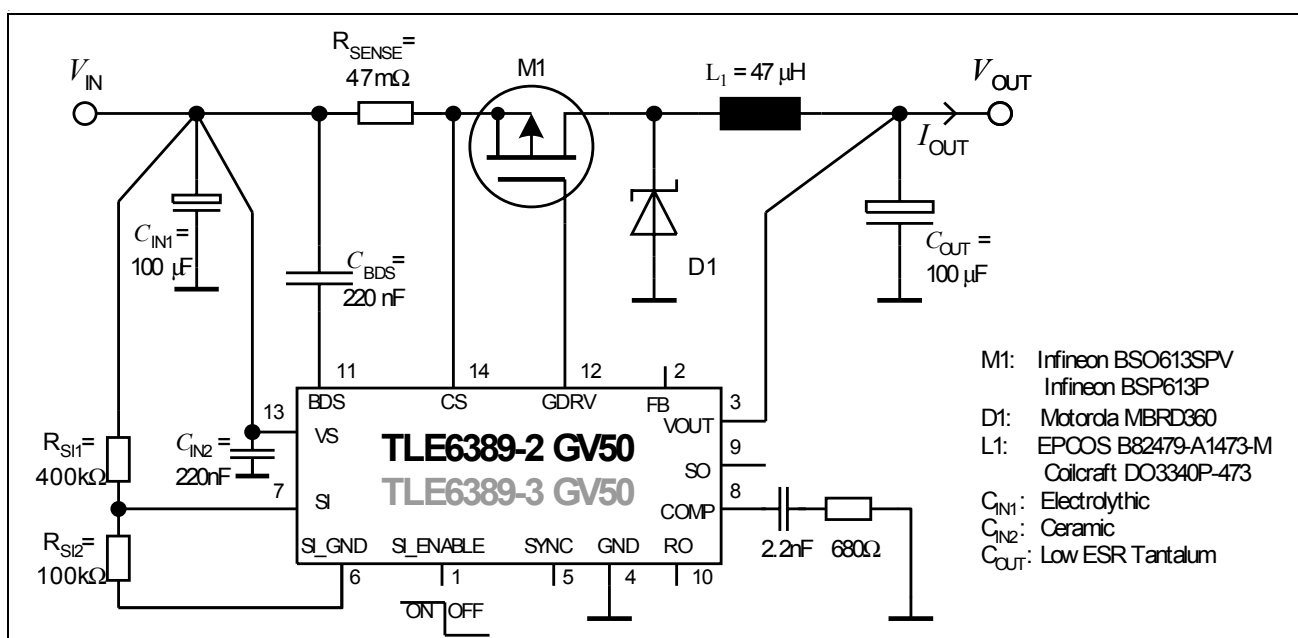 R_SENSE=
47mΩ
M1
L₁ = 47 µH
V_IN
V_OUT
I_OUT
C_IN1=
100 µF
C_BDS=
220 nF
D1
C_OUT =
100 µF
11
14
12
2
13
3
BDS
CS
GDRV
FB
VOUT
VS
TLE6389-2 GV50
TLE6389-3 GV50
9
SO
R_SI1=
400kΩ
C_IN2=
220nF
7
SI
8
COMP
2.2nF
680Ω
R_SI2=
100kΩ
SI_GND
SI_ENABLE
SYNC
GND
RO
6
1
5
4
10
ON
OFF
M1: Infineon BSO613SPV
Infineon BSP613P
D1: Motorola MBRD360
L1: EPCOS B82479-A1473-M
Coilcraft DO3340P-473
C_IN1: Electrolythic
C_IN2: Ceramic
C_OUT: Low ESR Tantalum